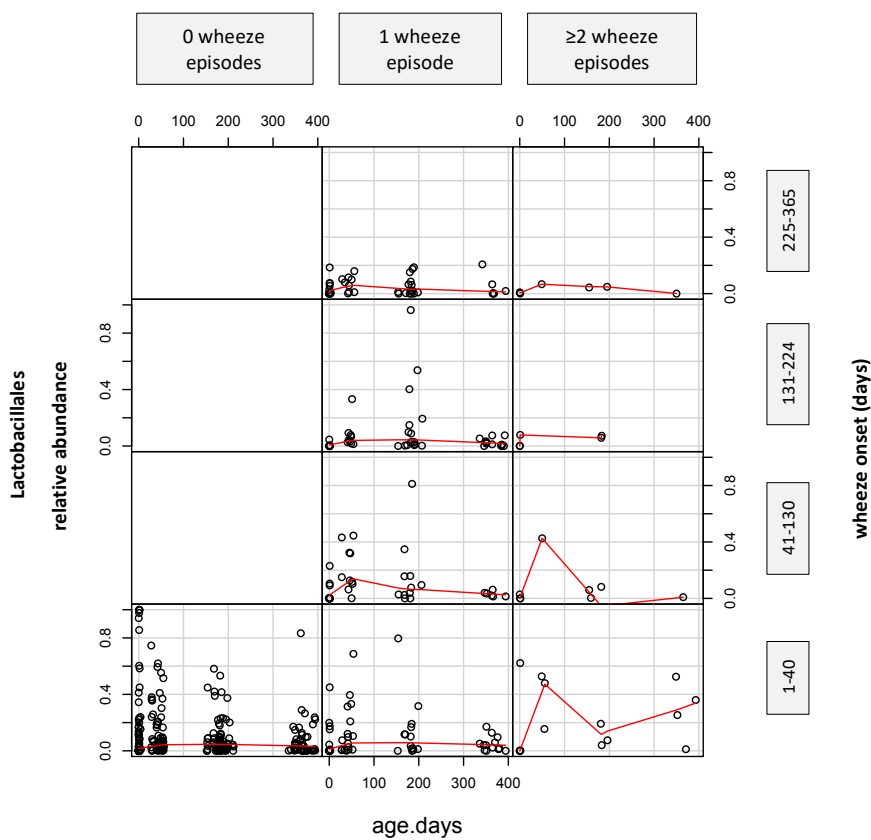 0 wheeze
episodes
1 wheeze
episode
≥2 wheeze
episodes
0 200 400
0 100 200 300 400
0 200 400
0.0 0.4 0.8
225-365
0.0 0.4 0.8
131-224
0.0 0.4 0.8
41-130
0.0 0.4 0.8
1-40
Lactobacillales
relative abundance
wheeze onset (days)
0 100 200 300 400
age.days